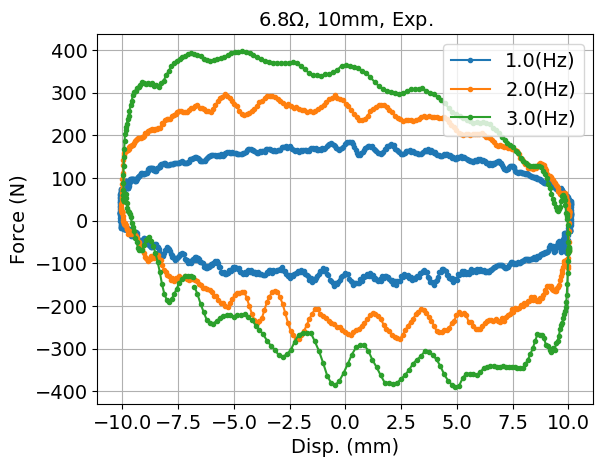 6.8Ω, 10mm, Exp.
1.0(Hz)
2.0(Hz)
3.0(Hz)
Force (N)
400
300
200
100
0
−100
−200
−300
−400
−10.0 −7.5 −5.0 −2.5 0.0 2.5 5.0 7.5 10.0
Disp. (mm)